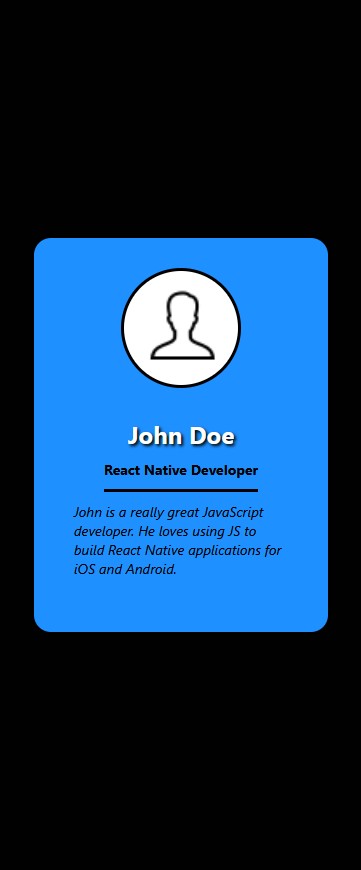 John Doe
React Native Developer
John is a really great JavaScript
developer. He loves using JS to
build React Native applications for
iOS and Android.